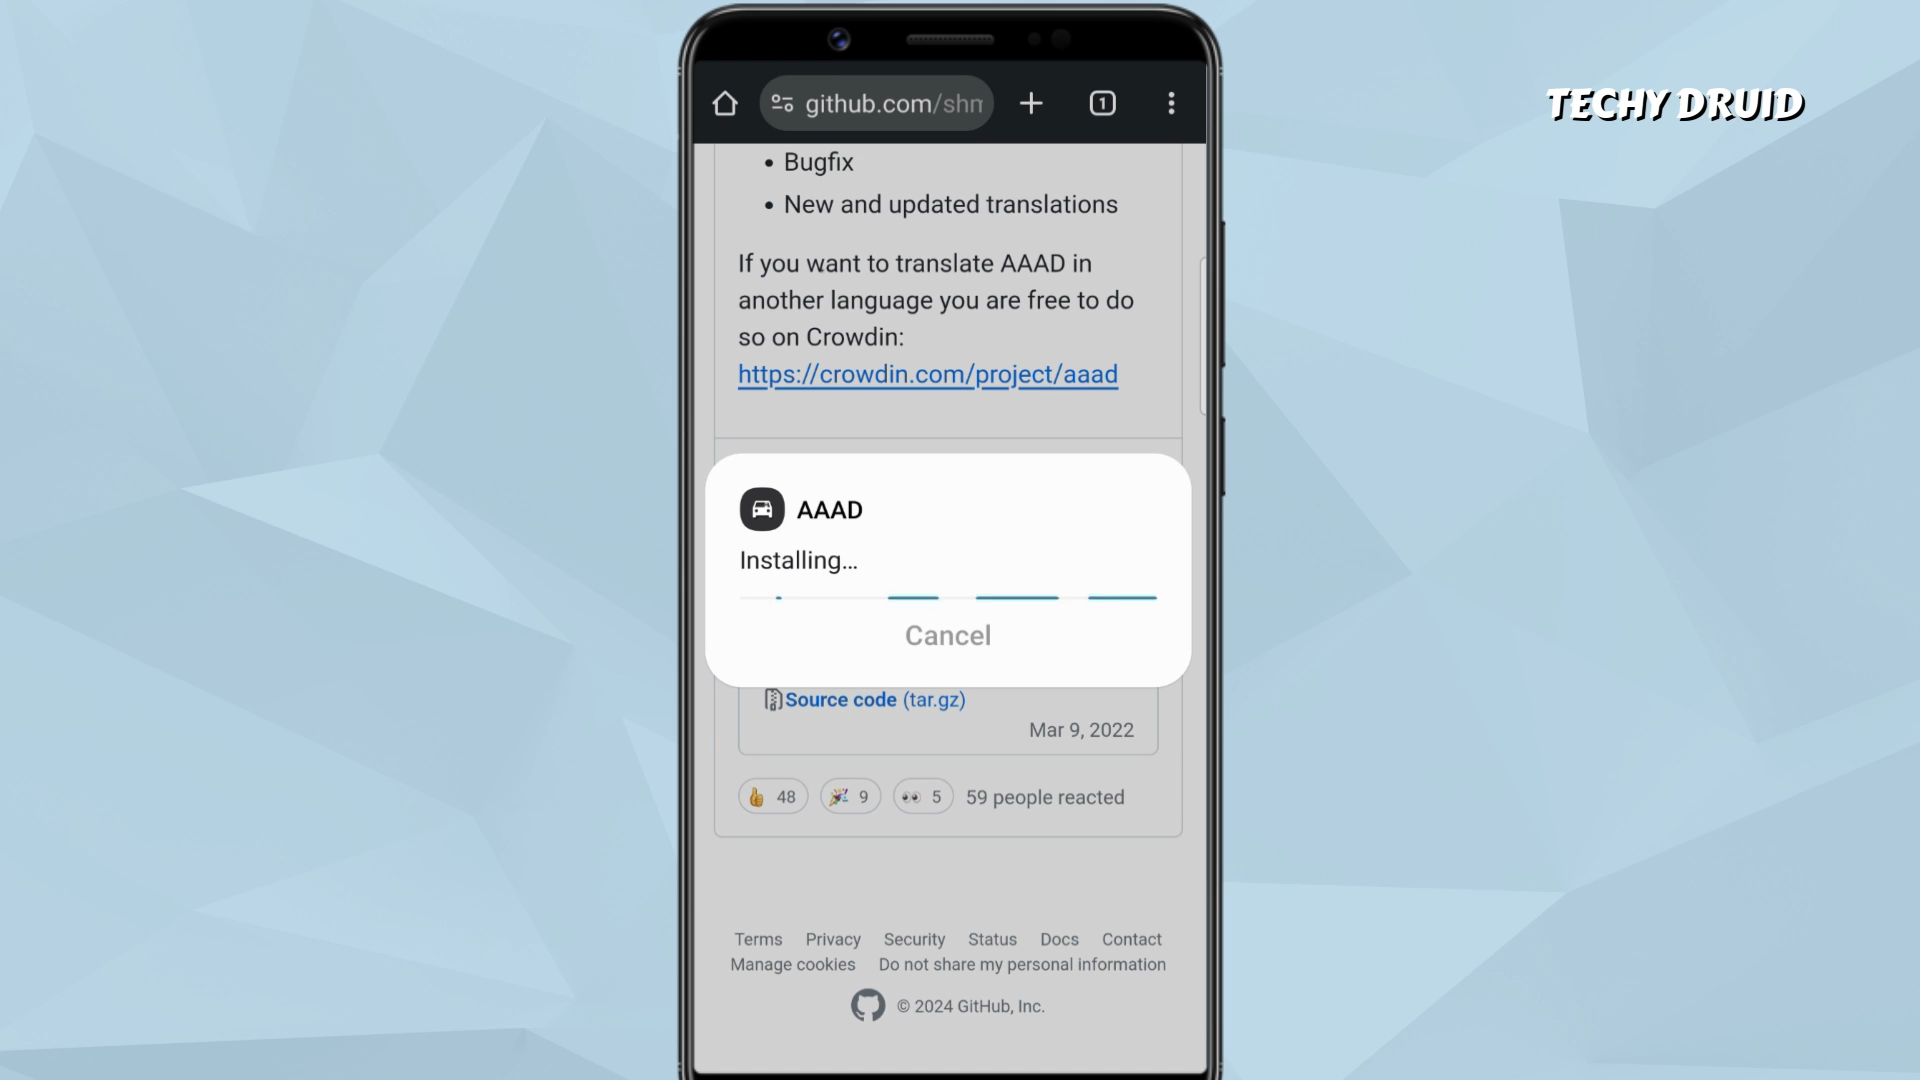 TECHY DRUID
github.com/shm
1
Bugfix
New and updated translations
If you want to translate AAAD in
another language you are free to do
so on Crowdin:
https://crowdin.com/project/aaad
AAAD
Installing...
Cancel
Source code (tar.gz)
Mar 9, 2022
48 9 5 59 people reacted
Terms Privacy Security Status Docs Contact
Manage cookies Do not share my personal information
© 2024 GitHub, Inc.